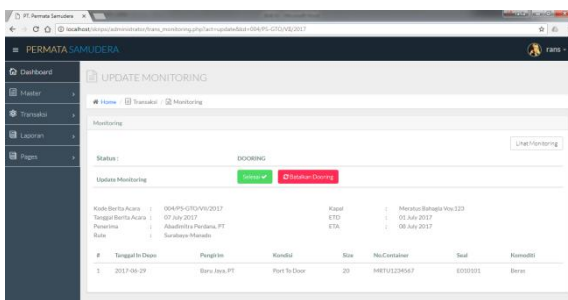 PT. Permata Samudera
localhost/skripsi/administrator/trans_monitoring.php?act=update&id=004/PS-GTO/VII/2017
PERMATA SAMUDERA
rans
Dashboard
Master
Transaksi
Laporan
Pages
UPDATE MONITORING
Home / Transaksi / Monitoring
Monitoring
Lihat Monitoring
Status : DOORING
Update Monitoring Selesai Batalkan Dooring
Kode Berita Acara : 004/PS-GTO/VII/2017 Kapal : Meratus Bahagia Voy.123
Tanggal Berita Acara : 07 July 2017 ETD : 01 July 2017
Penerima : Abadimitra Perdana, PT ETA : 06 July 2017
Rute : Surabaya-Manado
# Tanggal In Depo Pengirim Kondisi Size No.Container Seal Komoditi
1 2017-06-29 Baru Jaya, PT Port To Door 20 MRTU1234567 E010101 Beras